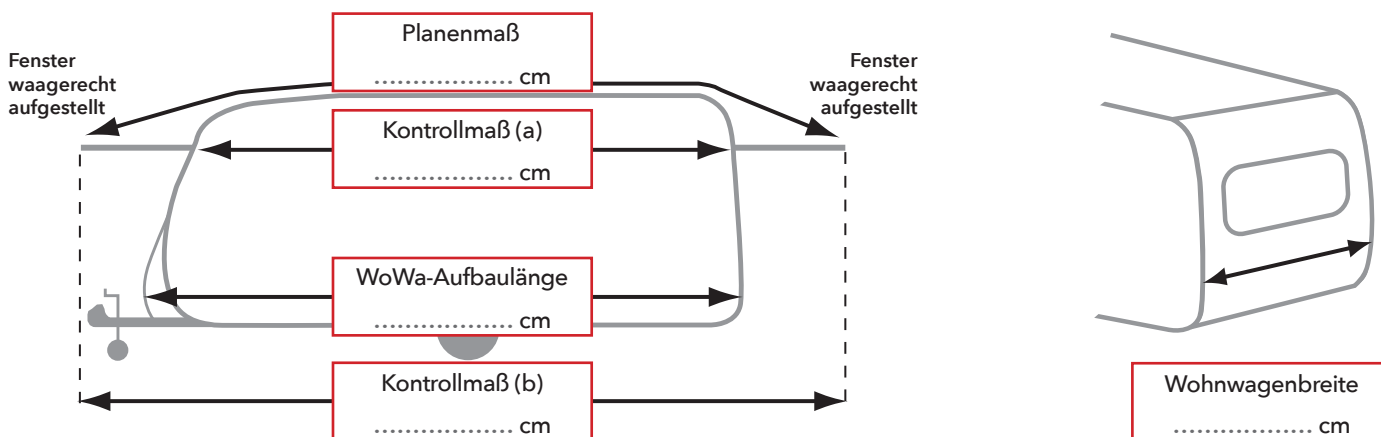 Planenmaß
.................. cm
Fenster
waagerecht
aufgestellt
Fenster
waagerecht
aufgestellt
Kontrollmaß (a)
.................. cm
WoWa-Aufbaulänge
.................. cm
Kontrollmaß (b)
.................. cm
Wohnwagenbreite
.................. cm